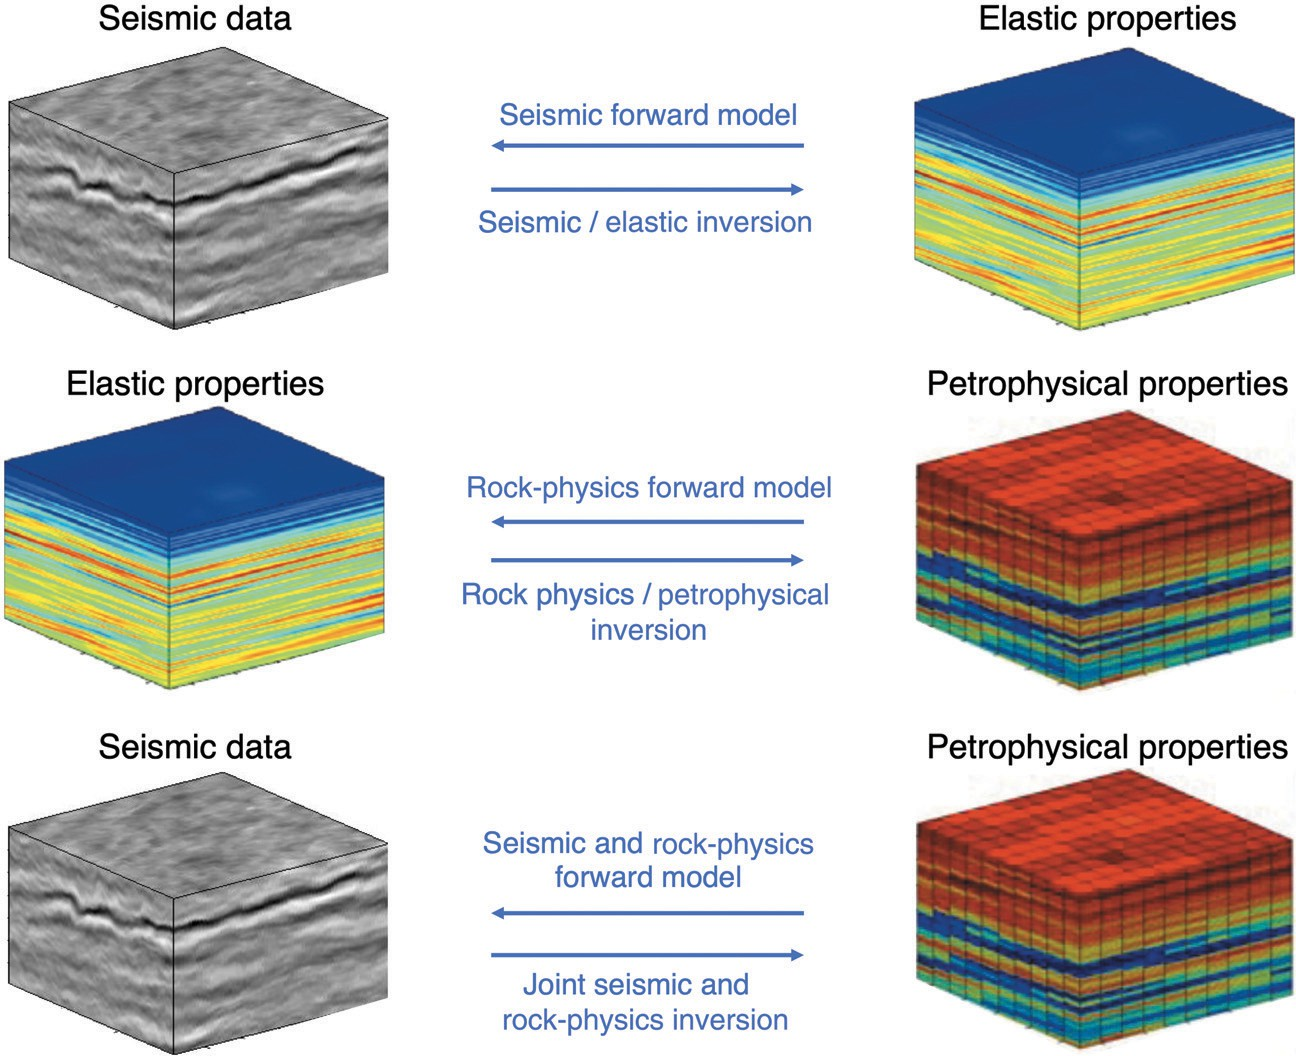 Seismic data
Elastic properties
Seismic forward model
Seismic / elastic inversion
Elastic properties
Petrophysical properties
Rock-physics forward model
Rock physics / petrophysical
inversion
Seismic data
Petrophysical properties
Seismic and rock-physics
forward model
Joint seismic and
rock-physics inversion